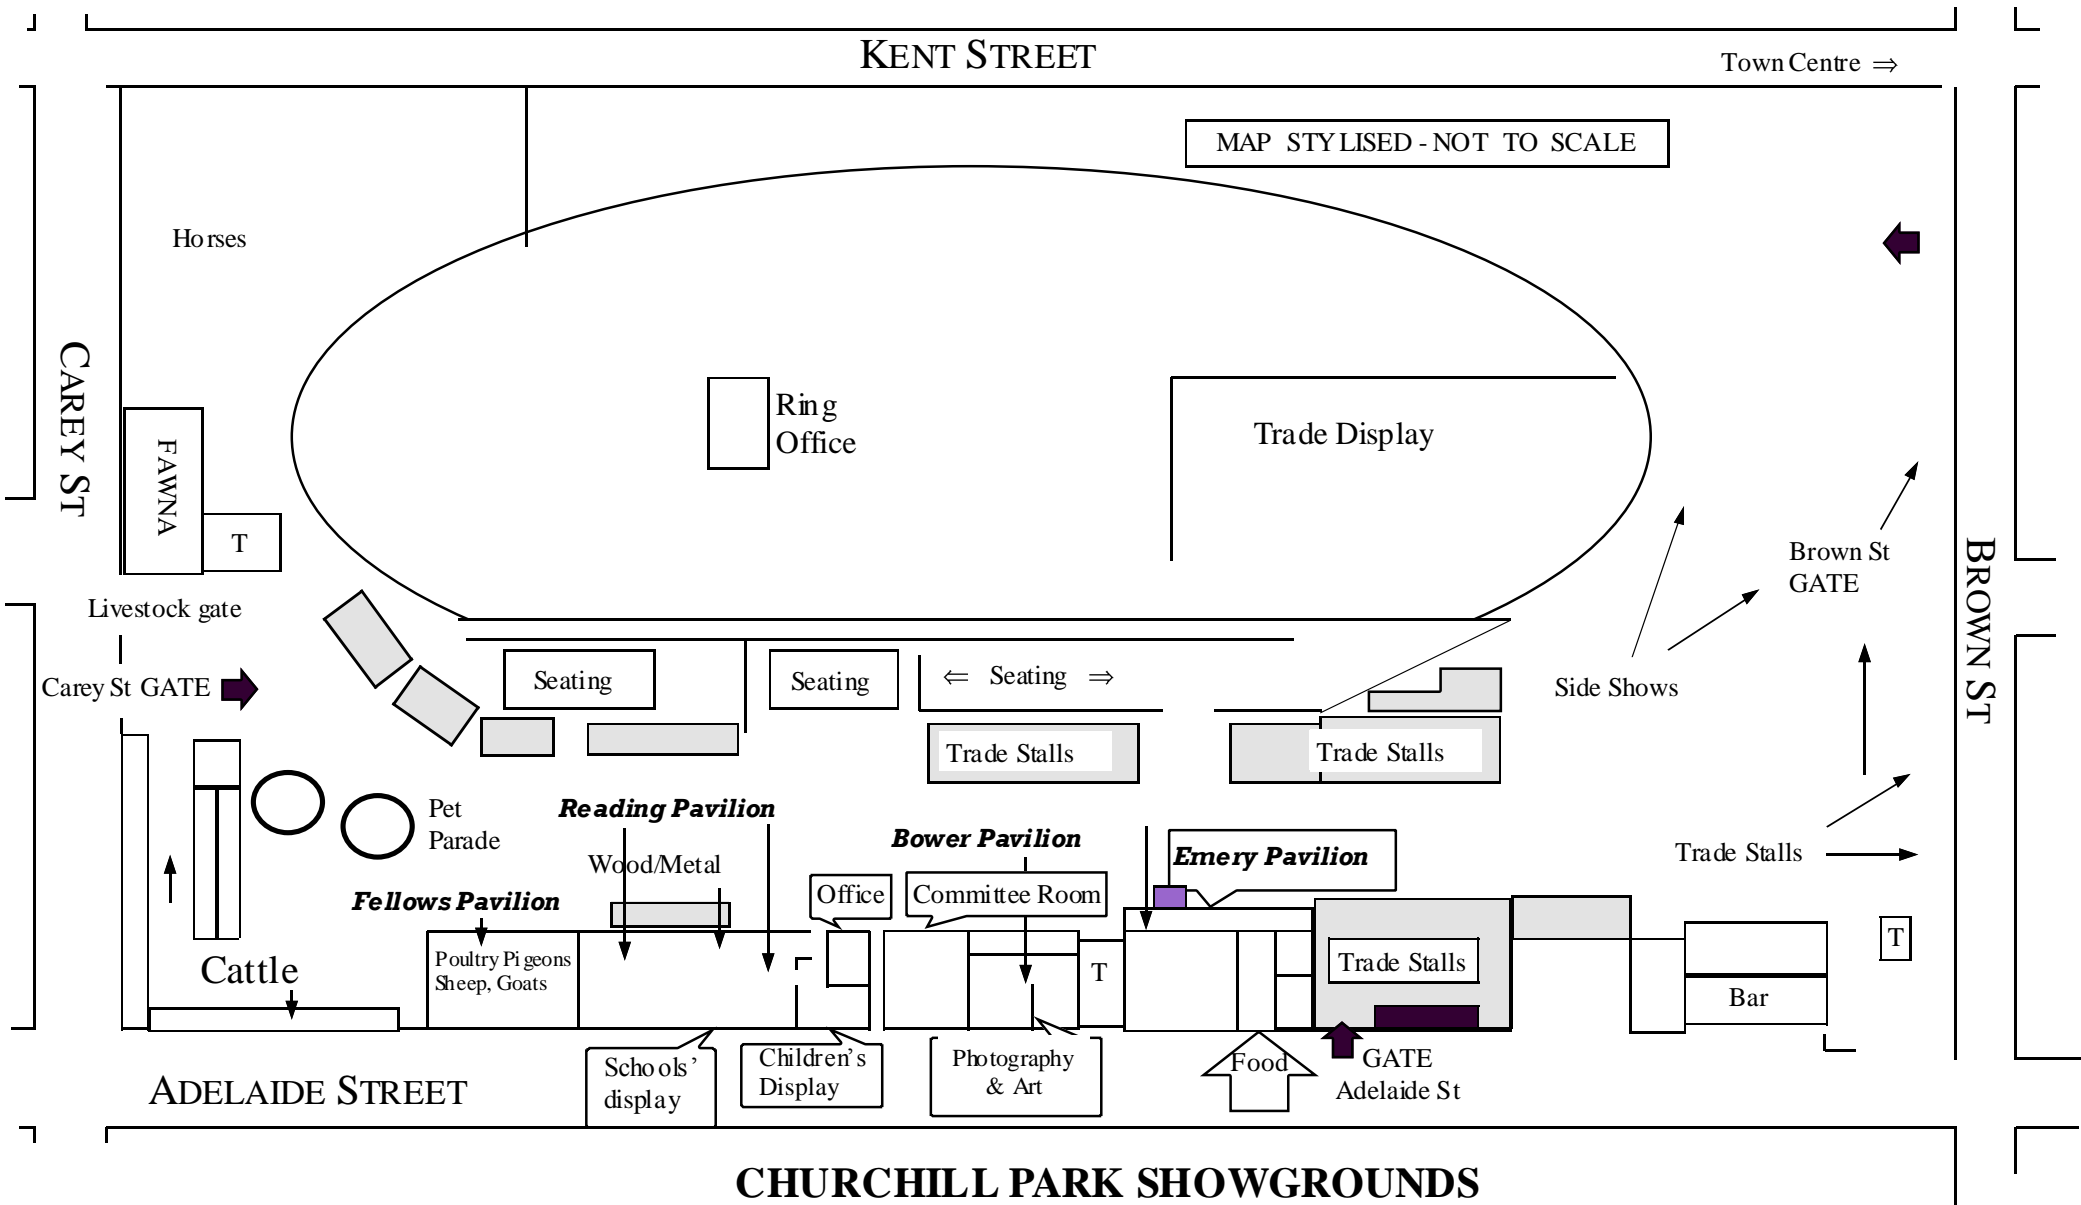 KENT STREET
Town Centre ⇒
MAP STYLISED - NOT TO SCALE
Horses
CAREY ST
Ring
Office
Trade Display
FAWNA
T
Brown St
GATE
BROWN ST
Livestock gate
Carey St GATE
Seating
Seating
⇐ Seating ⇒
Side Shows
Trade Stalls
Trade Stalls
Pet
Parade
Reading Pavilion
Wood/Metal
Bower Pavilion
Emery Pavilion
Trade Stalls
Fellows Pavilion
Office
Committee Room
Cattle
Poultry Pigeons
Sheep, Goats
T
Trade Stalls
T
Bar
Schools'
display
Children's
Display
Photography
& Art
Food
GATE
Adelaide St
ADELAIDE STREET
CHURCHILL PARK SHOWGROUNDS